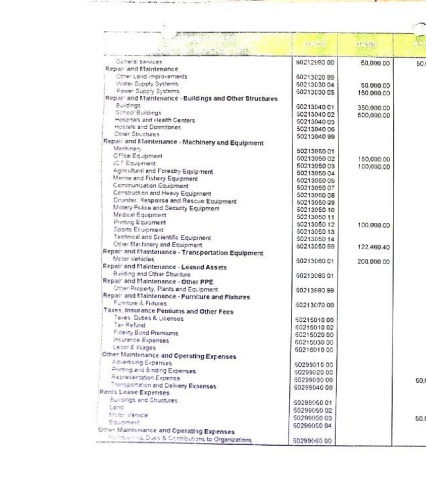 General Services 50212990 00 50,000.00 50,0
Repair and Maintenance
Other Land Improvements 50213020 99
Water Supply Systems 50213030 04 50,000.00
Power Supply Systems 50213030 05 150,000.00
Repair and Maintenance - Buildings and Other Structures
Buildings 50213040 01 350,000.00
School Buildings 50213040 02 500,000.00
Hospitals and Health Centers 50213040 03
Hostels and Dormitories 50213040 06
Other Structures 50213040 99
Repair and Maintenance - Machinery and Equipment
Machinery 50213050 01
Office Equipment 50213050 02 150,000.00
ICT Equipment 50213050 03 100,000.00
Agricultural and Forestry Equipment 50213050 04
Marine and Fishery Equipment 50213050 05
Communication Equipment 50213050 07
Construction and Heavy Equipment 50213050 08
Disaster, Response and Rescue Equipment 50213050 09
Military Police and Security Equipment 50213050 10
Medical Equipment 50213050 11
Printing Equipment 50213050 12 100,000.00
Sports Equipment 50213050 13
Technical and Scientific Equipment 50213050 14
Other Machinery and Equipment 50213050 99 122,460.40
Repair and Maintenance - Transportation Equipment
Motor Vehicles 50213060 01 200,000.00
Repair and Maintenance - Leased Assets
Building and Other Structure 50213080 01
Repair and Maintenance - Other PPE
Other Property, Plants and Equipment 50213990 99
Repair and Maintenance - Furniture and Fixtures
Furniture & Fixtures 50213070 00
Taxes, Insurance Pemiums and Other Fees
Taxes, Duties & Licenses 50215010 00
Tax Refund 50215010 02
Fidelity Bond Premiums 50215020 00
Insurance Expenses 50215030 00
Labor & Wages 50216010 00
Other Maintenance and Operating Expenses
Advertising Expenses 50299010 00
Printing and Binding Expenses 50299020 00
Representation Expense 50299030 00 50,0
Transportation and Delivery Expenses 50299040 00
Rents Lease Expenses
Buildings and Structures 50299050 01
Land 50299050 02
Motor Vehicle 50299050 03 50,0
Equipment 50299050 04
Other Maintenance and Operating Expenses
Membership Dues & Contributions to Organizations 50299060 00